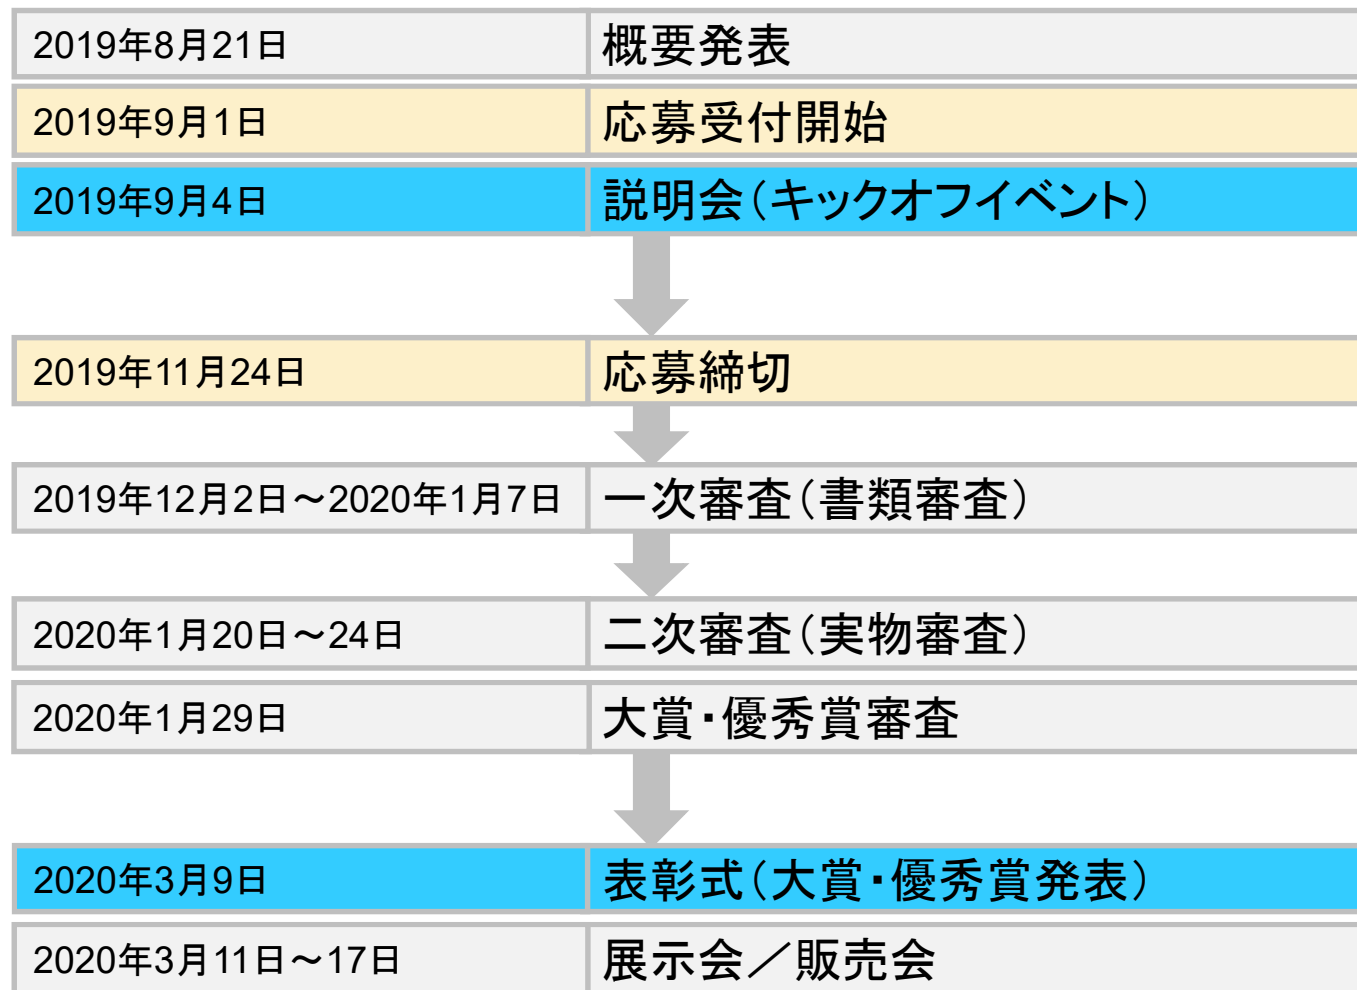 2019年8月21日 概要発表
2019年9月1日 応募受付開始
2019年9月4日 説明会（キックオフイベント）
2019年11月24日 応募締切
2019年12月2日～2020年1月7日 一次審査（書類審査）
2020年1月20日～24日 二次審査（実物審査）
2020年1月29日 大賞・優秀賞審査
2020年3月9日 表彰式（大賞・優秀賞発表）
2020年3月11日～17日 展示会／販売会